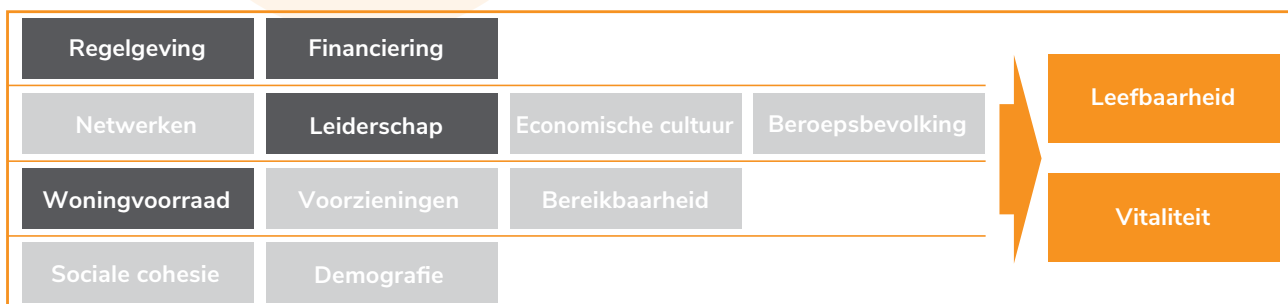 Regelgeving
Financiering
Netwerken
Leiderschap
Economische cultuur
Beroepsbevolking
Woningvoorraad
Voorzieningen
Bereikbaarheid
Sociale cohesie
Demografie
Leefbaarheid
Vitaliteit